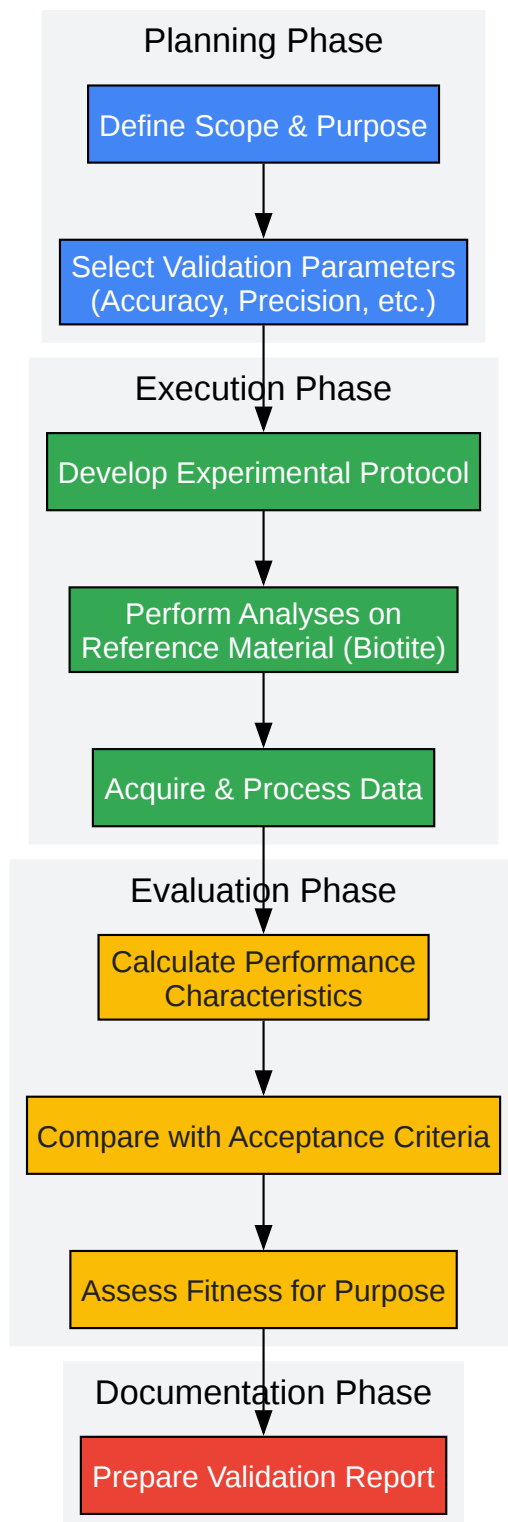 Planning Phase
Define Scope & Purpose
Select Validation Parameters
(Accuracy, Precision, etc.)
Execution Phase
Develop Experimental Protocol
Perform Analyses on
Reference Material (Biotite)
Acquire & Process Data
Evaluation Phase
Calculate Performance
Characteristics
Compare with Acceptance Criteria
Assess Fitness for Purpose
Documentation Phase
Prepare Validation Report